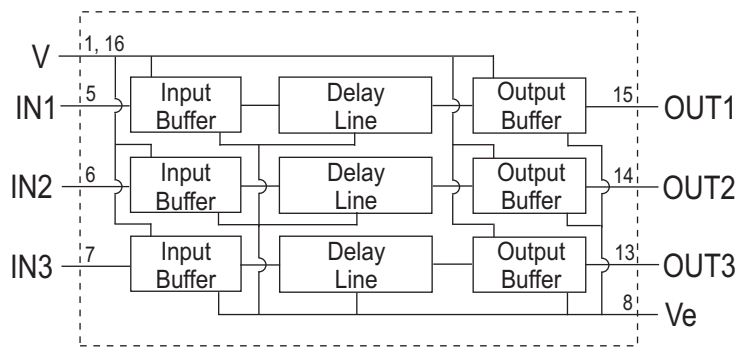 V 1, 16
IN1 5 Input Buffer Delay Line Output Buffer 15 OUT1
IN2 6 Input Buffer Delay Line Output Buffer 14 OUT2
IN3 7 Input Buffer Delay Line Output Buffer 13 OUT3
8 Ve